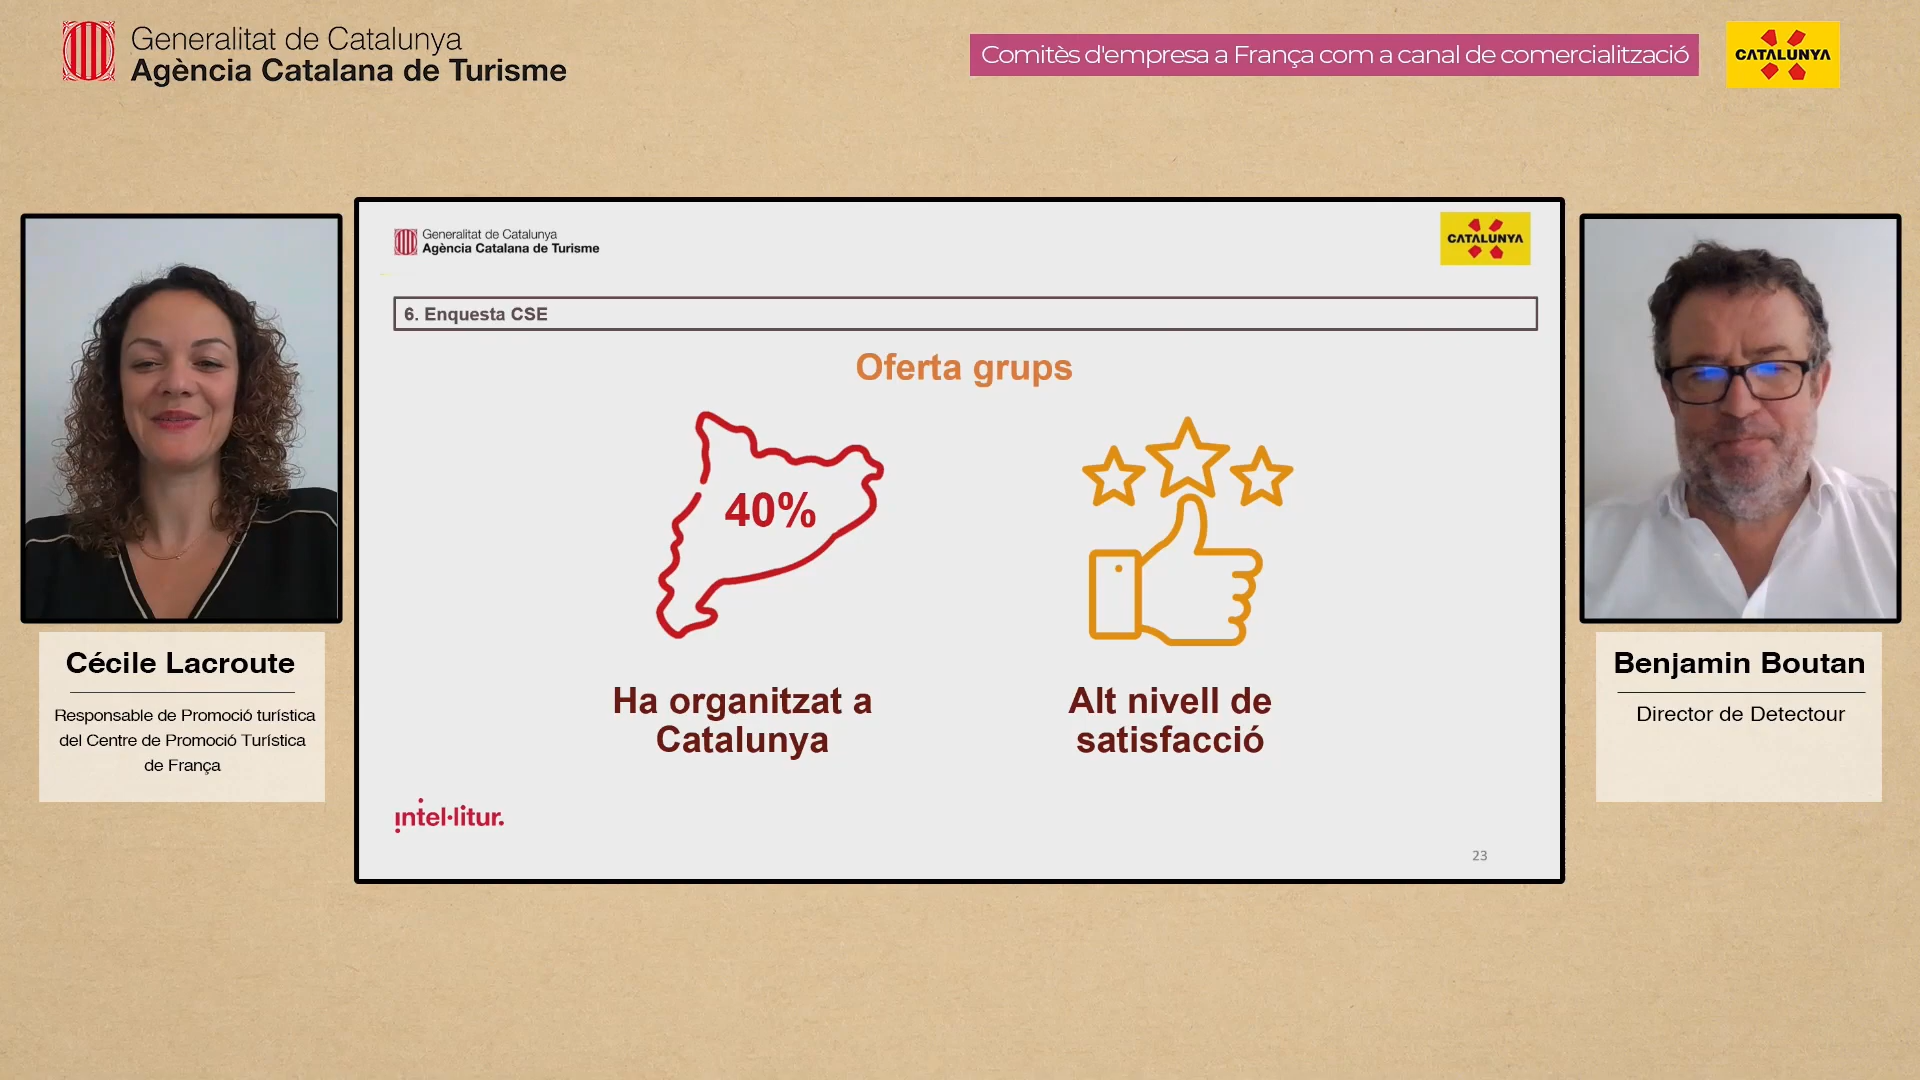 Generalitat de Catalunya
Agència Catalana de Turisme
Comitès d'empresa a França com a canal de comercialització
CATALUNYA
Generalitat de Catalunya
Agència Catalana de Turisme
CATALUNYA
6. Enquesta CSE
Oferta grups
40%
Ha organitzat a
Catalunya
Alt nivell de
satisfacció
intel·litur.
23
Cécile Lacroute
Responsable de Promoció turística
del Centre de Promoció Turística
de França
Benjamin Boutan
Director de Detectour